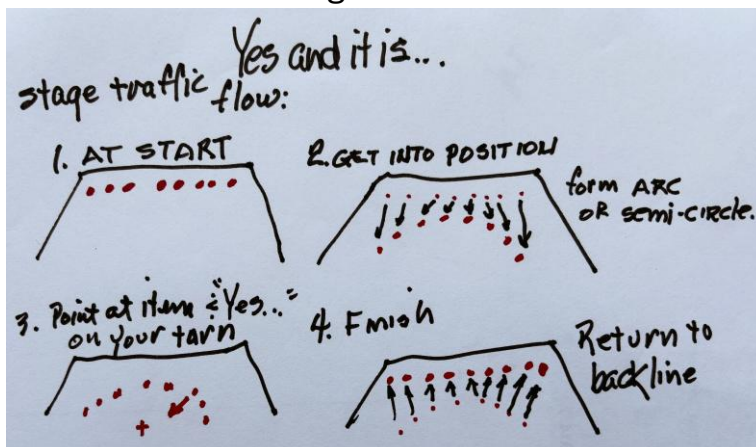 Yes and it is...
stage traffic flow:
1. AT START
2. GET INTO POSITION
form ARC
OR SEMI-CIRCLE.
3. Point at item & "Yes..."
on your turn
4. Finish
Return to
backline